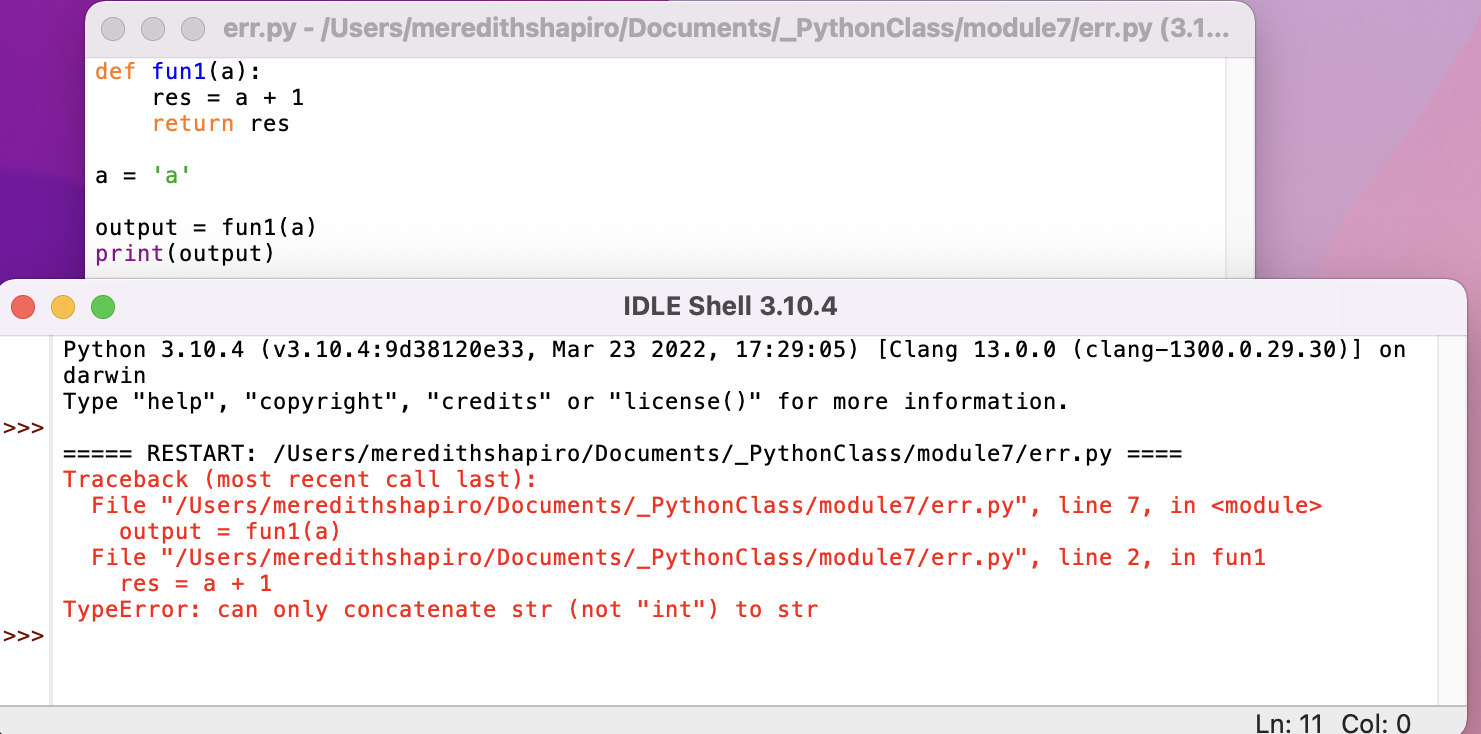 err.py - /Users/meredithshapiro/Documents/_PythonClass/module7/err.py (3.1...
def fun1(a):
    res = a + 1
    return res
a = 'a'
output = fun1(a)
print(output)
IDLE Shell 3.10.4
Python 3.10.4 (v3.10.4:9d38120e33, Mar 23 2022, 17:29:05) [Clang 13.0.0 (clang-1300.0.29.30)] on
darwin
Type "help", "copyright", "credits" or "license()" for more information.
>>>
===== RESTART: /Users/meredithshapiro/Documents/_PythonClass/module7/err.py ====
Traceback (most recent call last):
  File "/Users/meredithshapiro/Documents/_PythonClass/module7/err.py", line 7, in <module>
    output = fun1(a)
  File "/Users/meredithshapiro/Documents/_PythonClass/module7/err.py", line 2, in fun1
    res = a + 1
TypeError: can only concatenate str (not "int") to str
>>>
Ln: 11 Col: 0